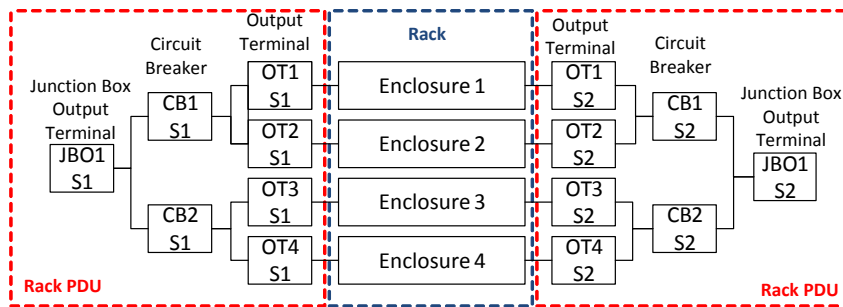 Output
Terminal
Rack
Output
Terminal
Circuit
Breaker
Circuit
Breaker
Junction Box
Output
Terminal
Junction Box
Output
Terminal
OT1
S1
Enclosure 1
OT1
S2
CB1
S1
CB1
S2
OT2
S1
Enclosure 2
OT2
S2
JBO1
S1
JBO1
S2
OT3
S1
Enclosure 3
OT3
S2
CB2
S1
CB2
S2
OT4
S1
Enclosure 4
OT4
S2
Rack PDU
Rack PDU